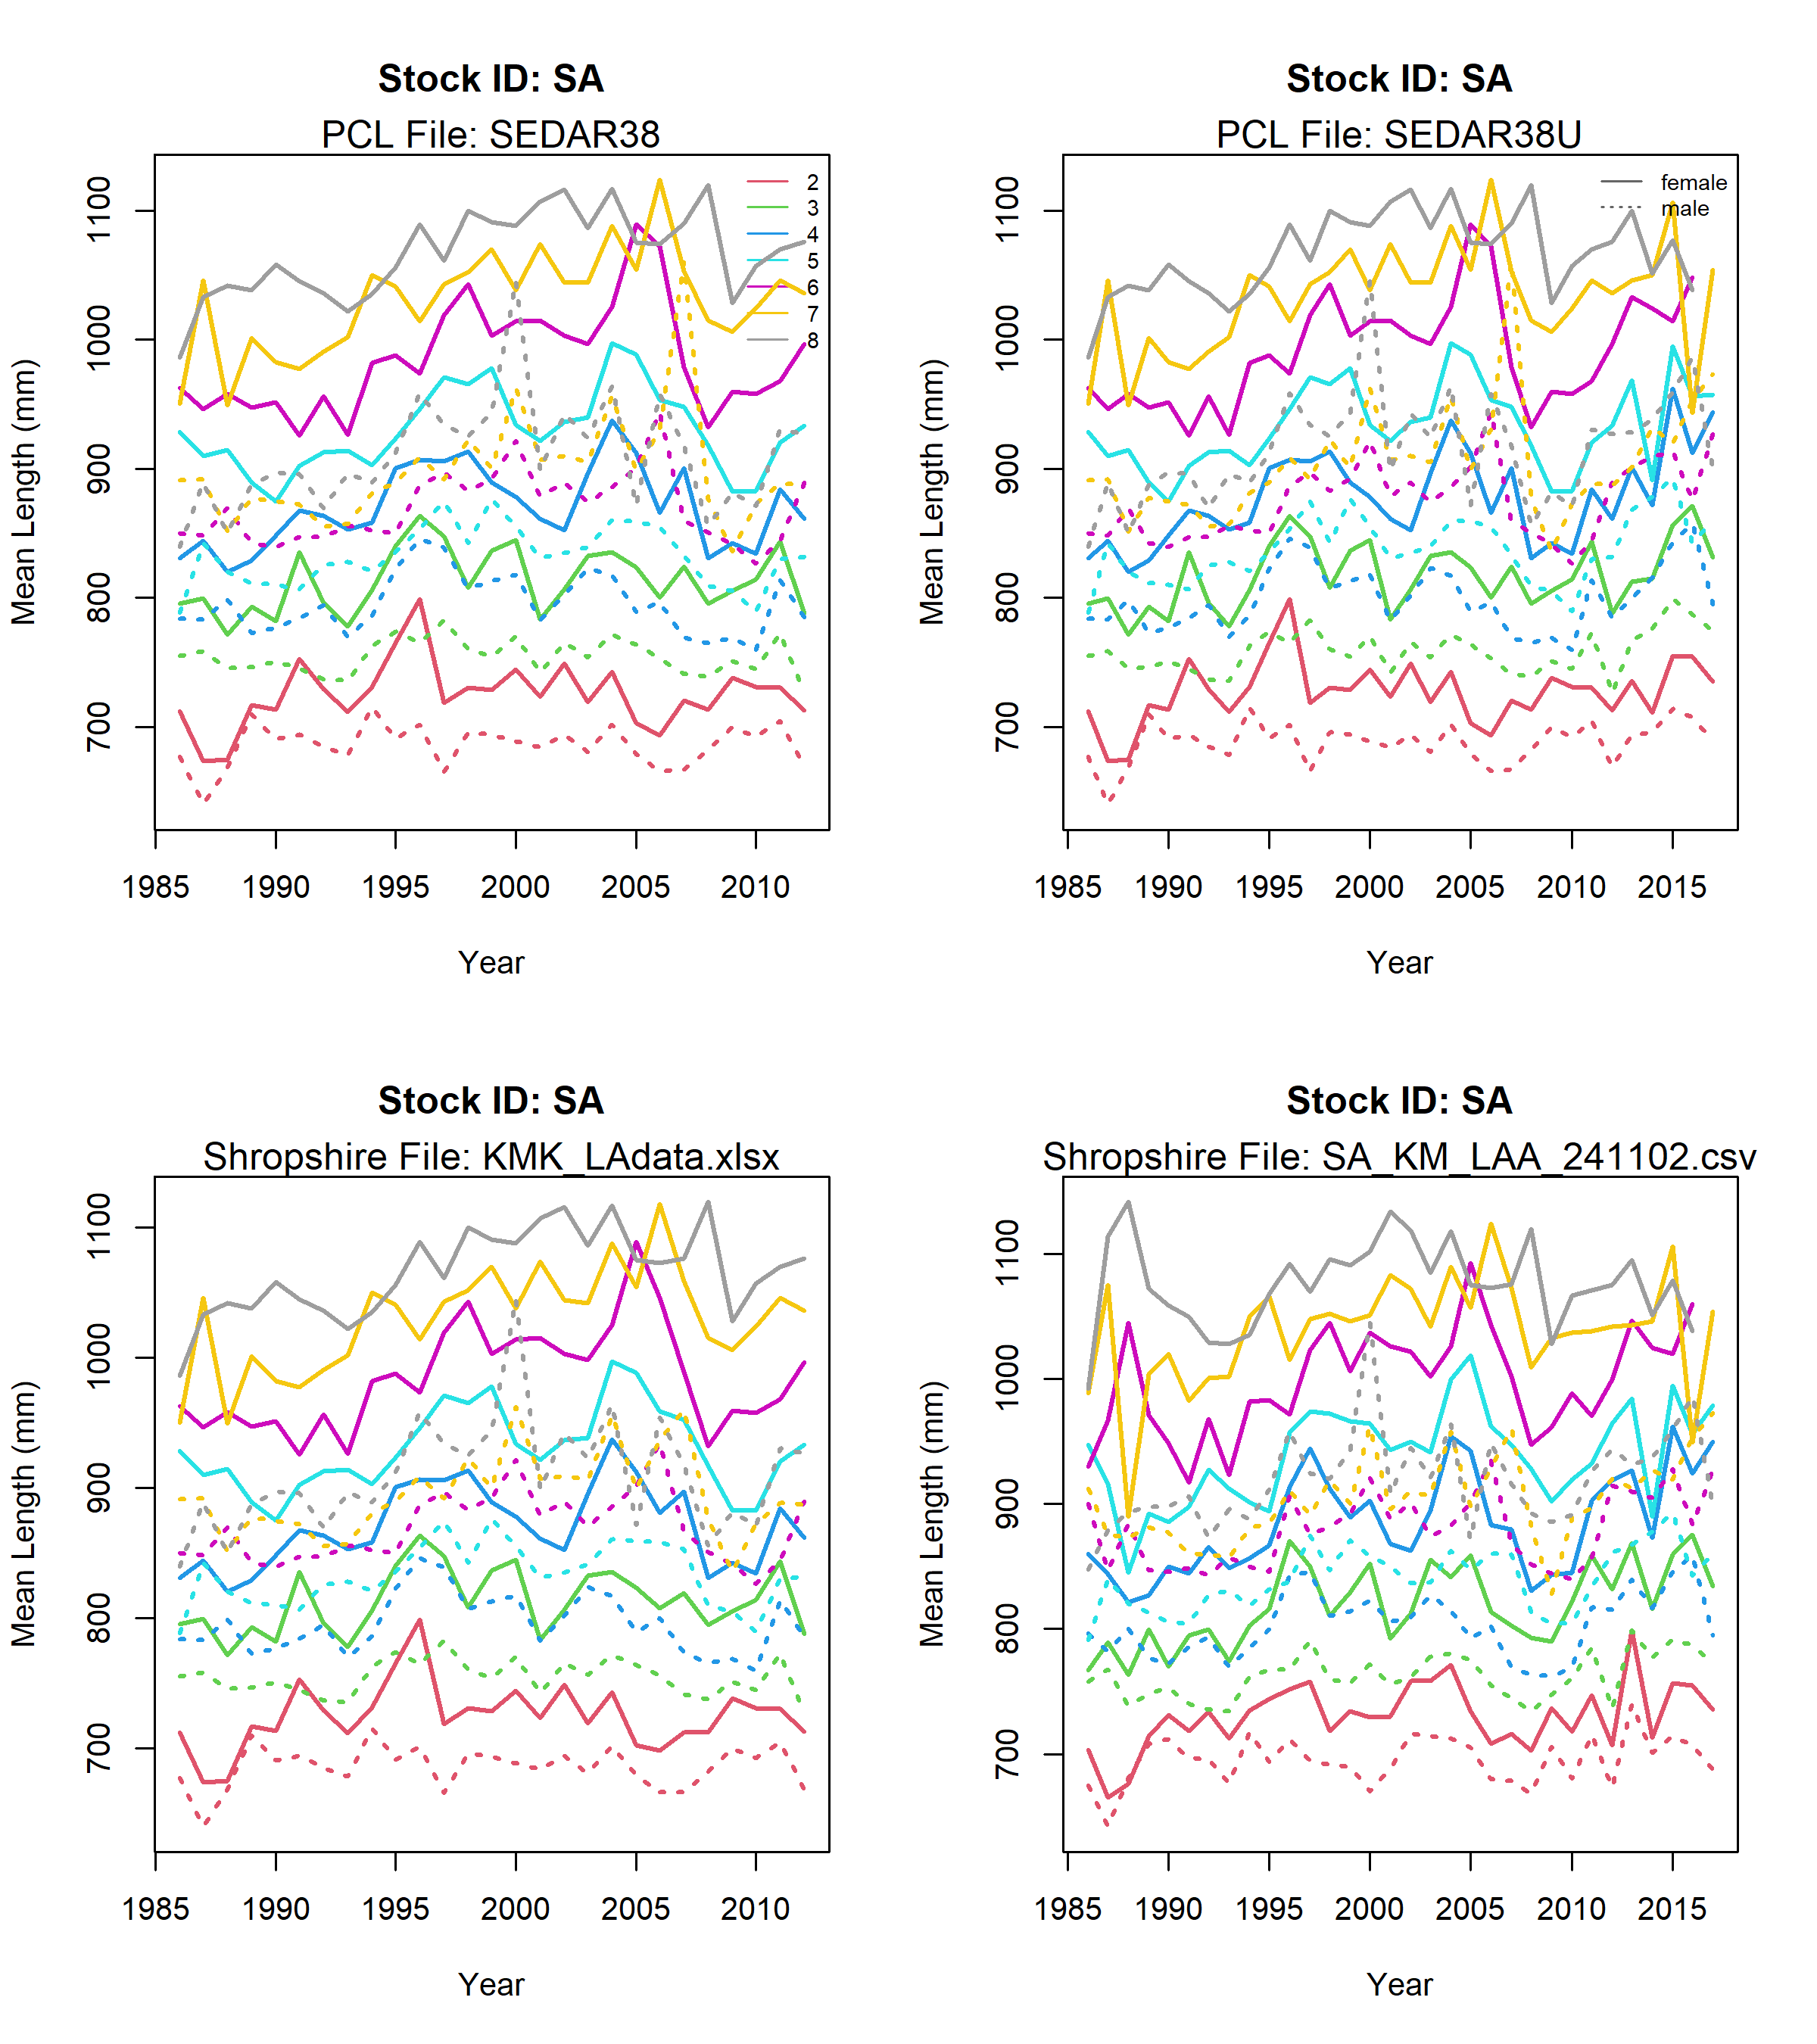 Stock ID: SA
PCL File: SEDAR38
1100
1000
900
800
700
Mean Length (mm)
2
3
4
5
6
7
8
1985 1990 1995 2000 2005 2010
Year
Stock ID: SA
PCL File: SEDAR38U
1100
1000
900
800
700
Mean Length (mm)
female
male
1985 1990 1995 2000 2005 2010 2015
Year
Stock ID: SA
Shropshire File: KMK_LAdata.xlsx
1100
1000
900
800
700
Mean Length (mm)
1985 1990 1995 2000 2005 2010
Year
Stock ID: SA
Shropshire File: SA_KM_LAA_241102.csv
1100
1000
900
800
700
Mean Length (mm)
1985 1990 1995 2000 2005 2010 2015
Year